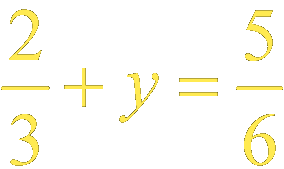 2/3 + y = 5/6